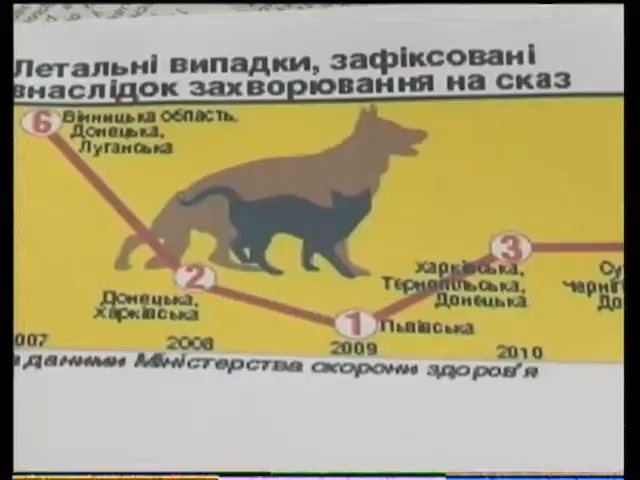 Летальні випадки, зафіксовані
внаслідок захворювання на сказ
6
Вінницька область,
Донецька,
Луганська
3
Харківська,
Тернопільська,
Донецька
2
Донецька,
Харківська
1
Львівська
007
2008
2009
2010
а даними Міністерства охорони здоров'я